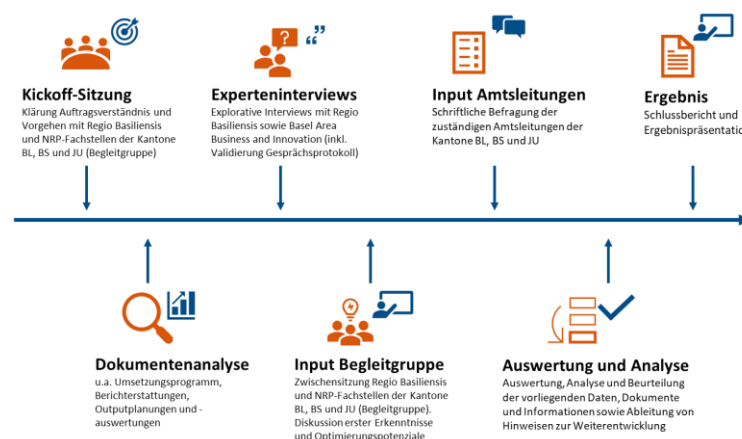 Kickoff-Sitzung
Klärung Auftragsverständnis und
Vorgehen mit Regio Basiliensis
und NRP-Fachstellen der Kantone
BL, BS und JU (Begleitgruppe)
?
Experteninterviews
Explorative Interviews mit Regio
Basiliensis sowie Basel Area
Business and Innovation (inkl.
Validierung Gesprächsprotokoll)
Input Amtsleitungen
Schriftliche Befragung der
zuständigen Amtsleitungen der
Kantone BL, BS und JU
Ergebnis
Schlussbericht und
Ergebnispräsentatio
Dokumentenanalyse
u.a. Umsetzungsprogramm,
Berichterstattungen,
Outputplanungen und -
auswertungen
Input Begleitgruppe
Zwischensitzung Regio Basiliensis
und NRP-Fachstellen der Kantone
BL, BS und JU (Begleitgruppe).
Diskussion erster Erkenntnisse
und Optimierungspotenziale
Auswertung und Analyse
Auswertung, Analyse und Beurteilung
der vorliegenden Daten, Dokumente
und Informationen sowie Ableitung von
Hinweisen zur Weiterentwicklung